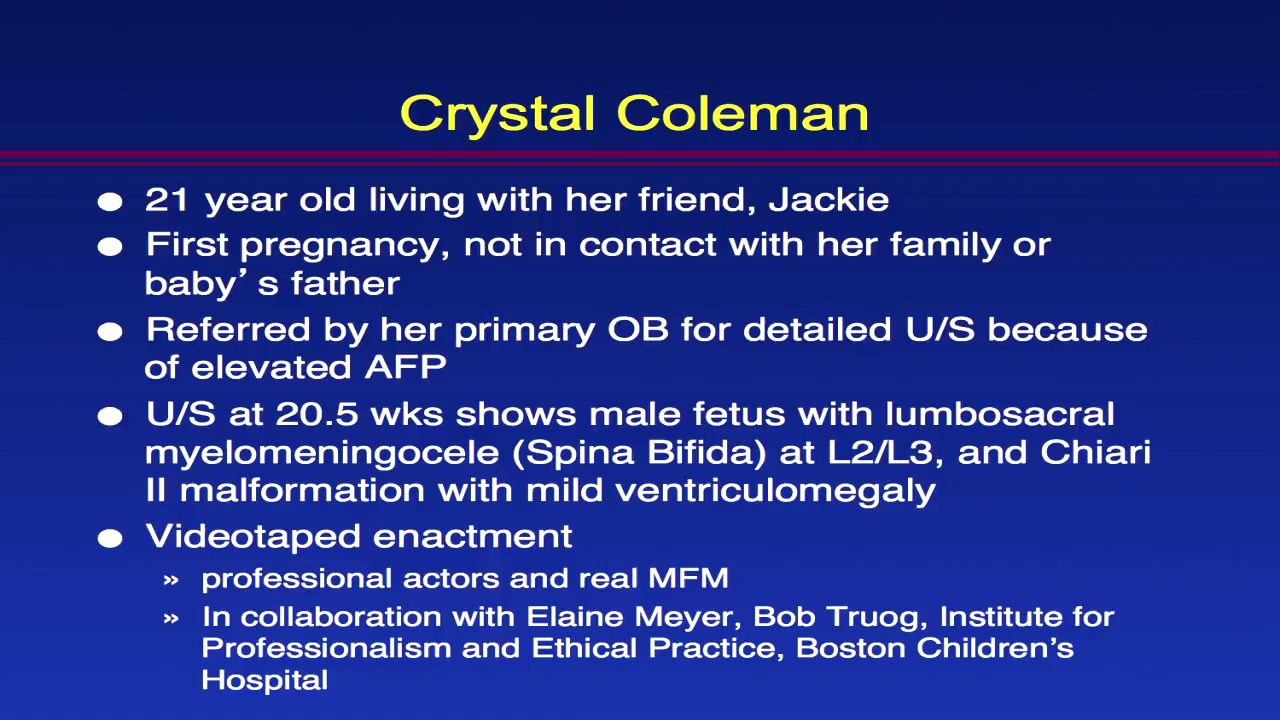 Crystal Coleman
● 21 year old living with her friend, Jackie
● First pregnancy, not in contact with her family or
baby’s father
● Referred by her primary OB for detailed U/S because
of elevated AFP
● U/S at 20.5 wks shows male fetus with lumbosacral
myelomeningocele (Spina Bifida) at L2/L3, and Chiari
II malformation with mild ventriculomegaly
● Videotaped enactment
» professional actors and real MFM
» In collaboration with Elaine Meyer, Bob Truog, Institute for
Professionalism and Ethical Practice, Boston Children’s
Hospital